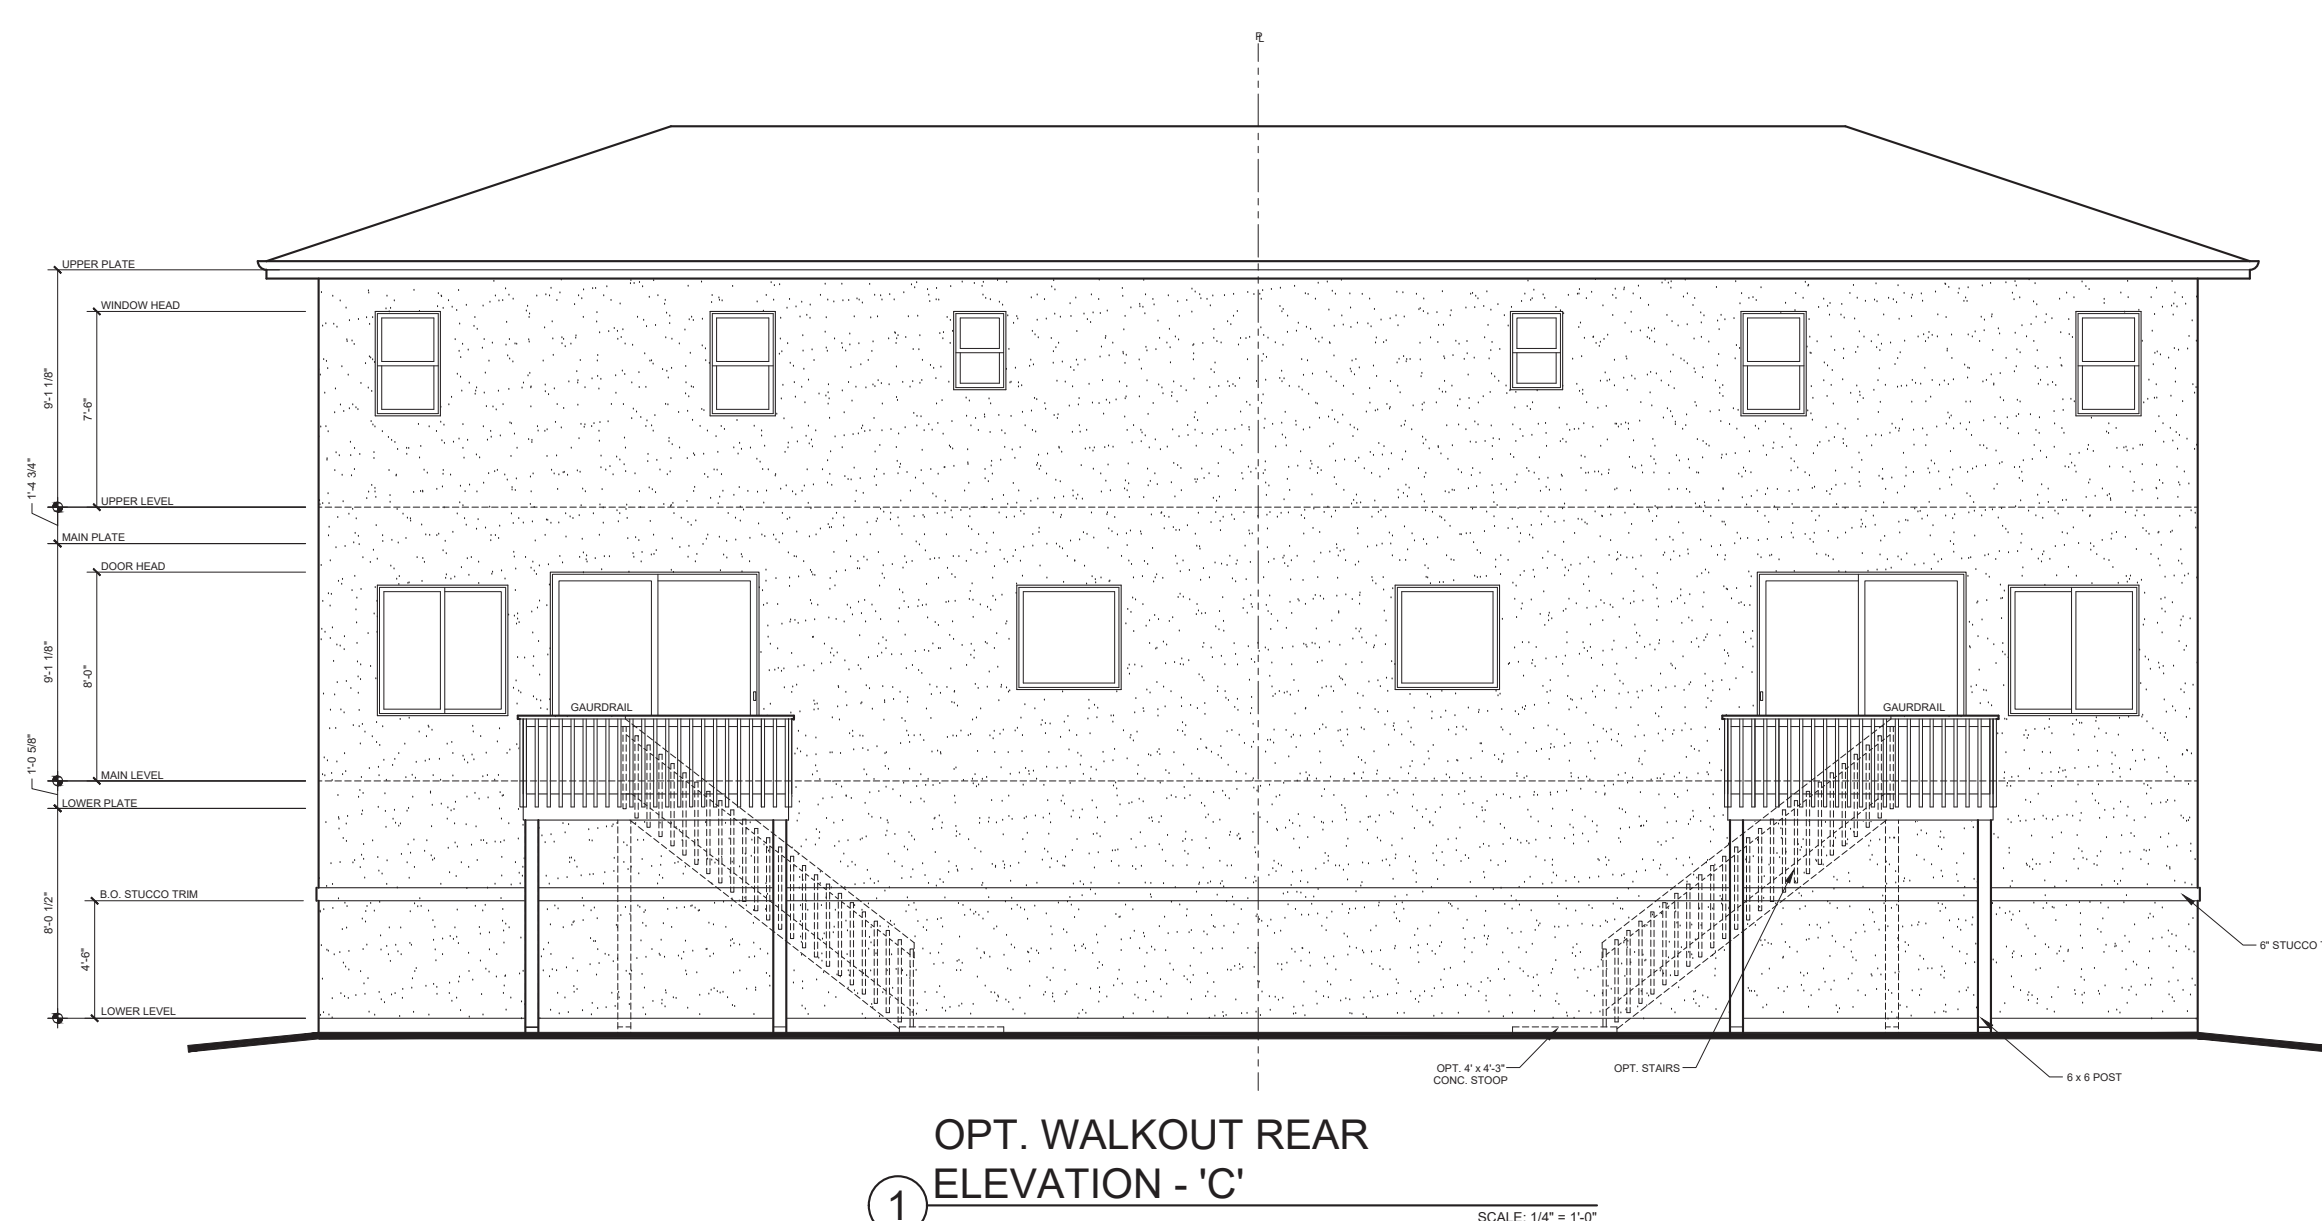 PL
UPPER PLATE
WINDOW HEAD
9'-1 1/8"
7'-6"
1'-4 3/4"
UPPER LEVEL
MAIN PLATE
DOOR HEAD
9'-1 1/8"
8'-0"
GAURDRAIL
GAURDRAIL
1'-0 5/8"
MAIN LEVEL
LOWER PLATE
B.O. STUCCO TRIM
8'-0 1/2"
4'-6"
6" STUCCO
LOWER LEVEL
OPT. 4' x 4'-3"
CONC. STOOP
OPT. STAIRS
6 x 6 POST
OPT. WALKOUT REAR
ELEVATION - 'C'
1
SCALE: 1/4" = 1'-0"